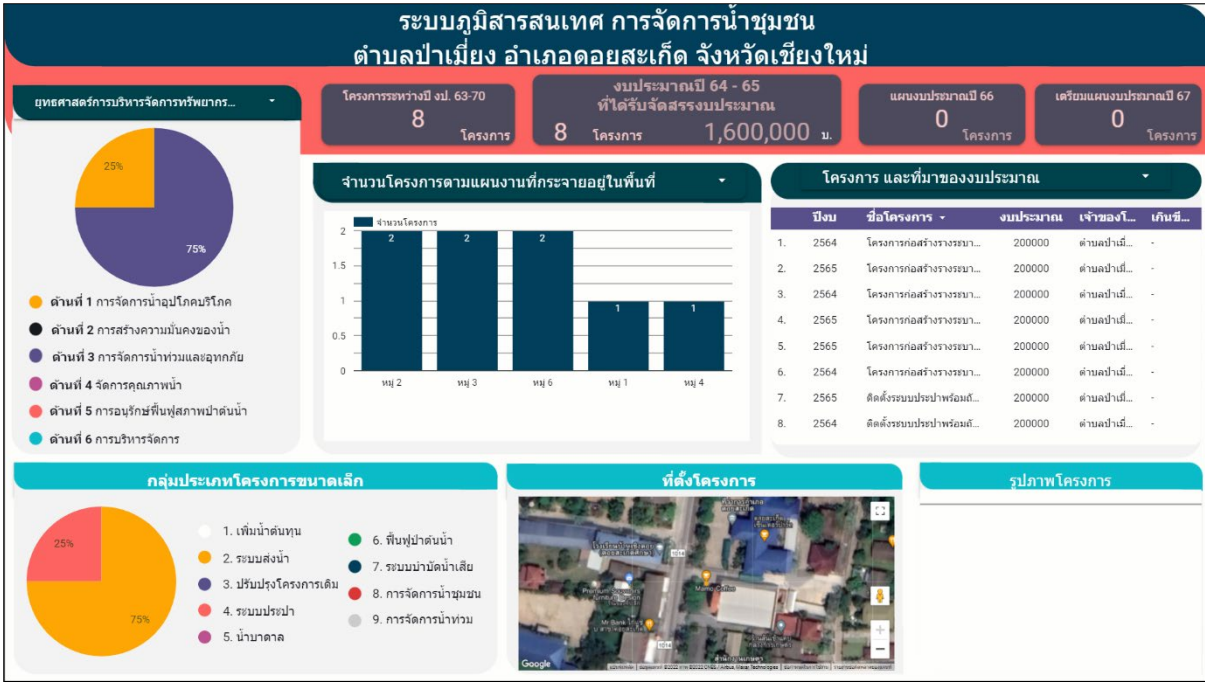 ระบบภูมิสารสนเทศ การจัดการน้ำชุมชน
ตำบลป่าเมี่ยง อำเภอดอยสะเก็ด จังหวัดเชียงใหม่
ยุทธศาสตร์การบริหารจัดการทรัพยากร...
โครงการระหว่างปี งป. 63-70
8
โครงการ
งบประมาณปี 64 - 65
ที่ได้รับจัดสรรงบประมาณ
8 โครงการ 1,600,000 บ.
แผนงบประมาณปี 66
0
โครงการ
เตรียมแผนงบประมาณปี 67
0
โครงการ
25%
75%
ด้านที่ 1 การจัดการน้ำอุปโภคบริโภค
ด้านที่ 2 การสร้างความมั่นคงของน้ำ
ด้านที่ 3 การจัดการน้ำท่วมและอุทกภัย
ด้านที่ 4 จัดการคุณภาพน้ำ
ด้านที่ 5 การอนุรักษ์ฟื้นฟูสภาพป่าต้นน้ำ
ด้านที่ 6 การบริหารจัดการ
จำนวนโครงการตามแผนงานที่กระจายอยู่ในพื้นที่
จำนวนโครงการ
2
1.5
1
0.5
0
2 2 2 1 1
หมู่ 2 หมู่ 3 หมู่ 6 หมู่ 1 หมู่ 4
โครงการ และที่มาของงบประมาณ
ปีงบ ชื่อโครงการ งบประมาณ เจ้าของโ... เกินซี...
1. 2564 โครงการก่อสร้างรางระบา... 200000 ตำบลป่าเมี่... -
2. 2565 โครงการก่อสร้างรางระบา... 200000 ตำบลป่าเมี่... -
3. 2564 โครงการก่อสร้างรางระบา... 200000 ตำบลป่าเมี่... -
4. 2565 โครงการก่อสร้างรางระบา... 200000 ตำบลป่าเมี่... -
5. 2565 โครงการก่อสร้างรางระบา... 200000 ตำบลป่าเมี่... -
6. 2564 โครงการก่อสร้างรางระบา... 200000 ตำบลป่าเมี่... -
7. 2565 ติดตั้งระบบประปาพร้อมถั... 200000 ตำบลป่าเมี่... -
8. 2564 ติดตั้งระบบประปาพร้อมถั... 200000 ตำบลป่าเมี่... -
กลุ่มประเภทโครงการขนาดเล็ก
25%
75%
1. เพิ่มน้ำต้นทุน
2. ระบบส่งน้ำ
3. ปรับปรุงโครงการเดิม
4. ระบบประปา
5. น้ำบาดาล
6. ฟื้นฟูป่าต้นน้ำ
7. ระบบบำบัดน้ำเสีย
8. การจัดการน้ำชุมชน
9. การจัดการน้ำท่วม
ที่ตั้งโครงการ
1014
Mama Coffee
1014
Google
รูปภาพโครงการ